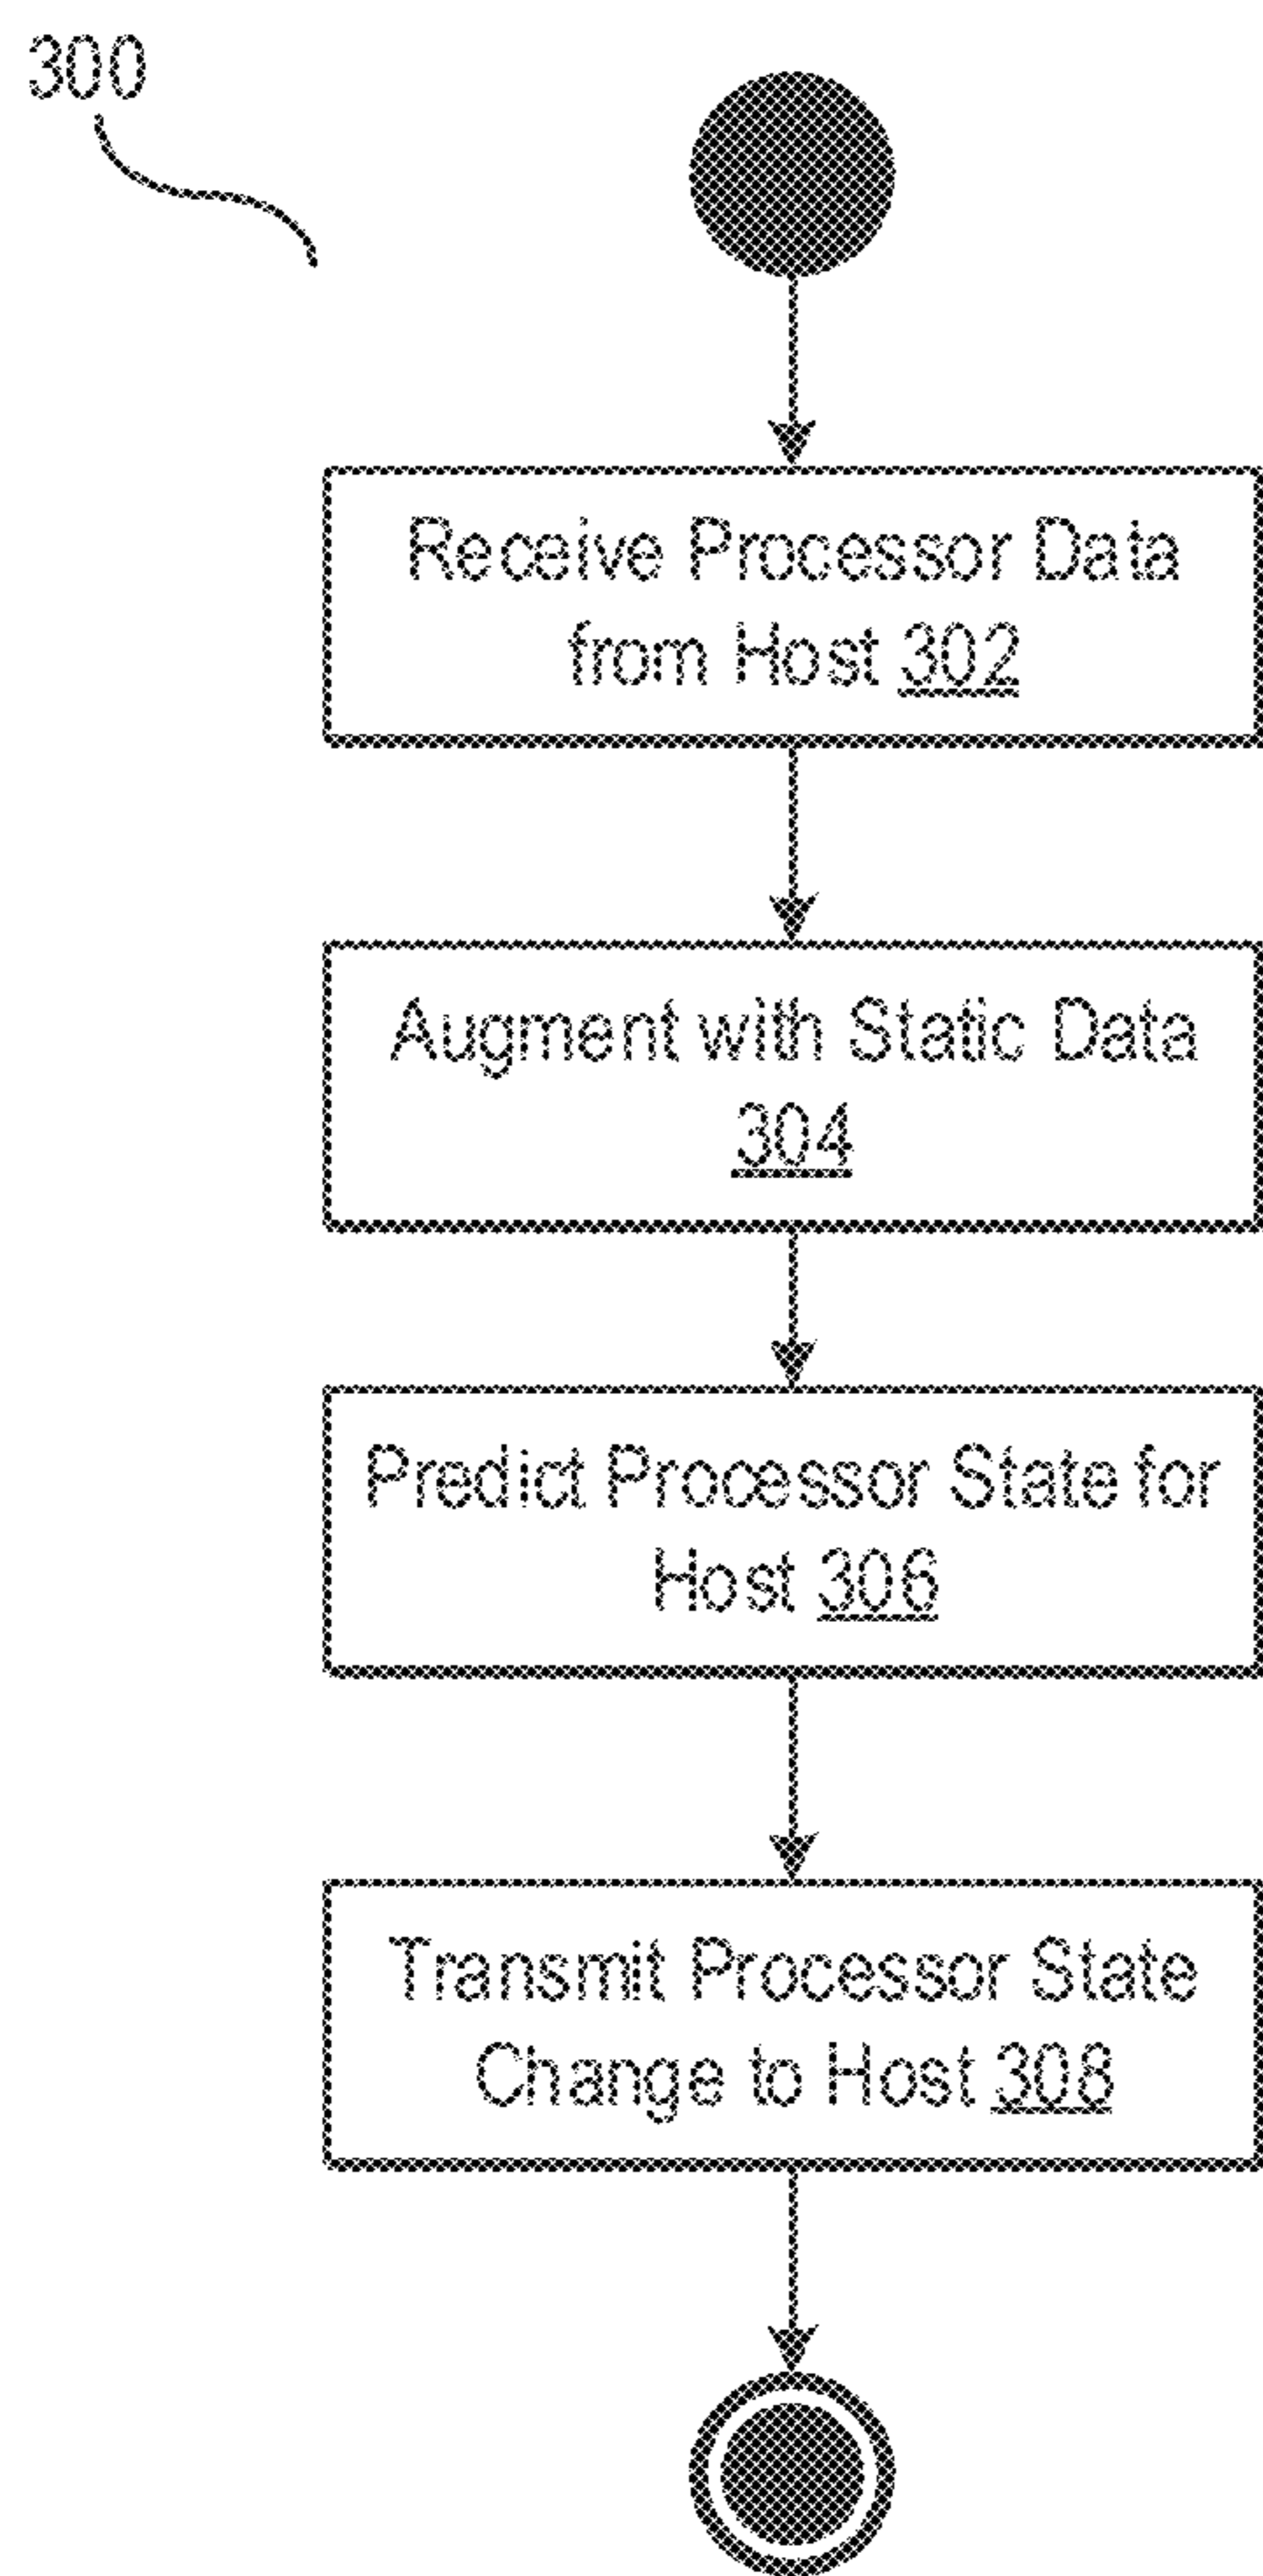 300
Receive Processor Data
from Host 302
Augment with Static Data
304
Predict Processor State for
Host 306
Transmit Processor State
Change to Host 308